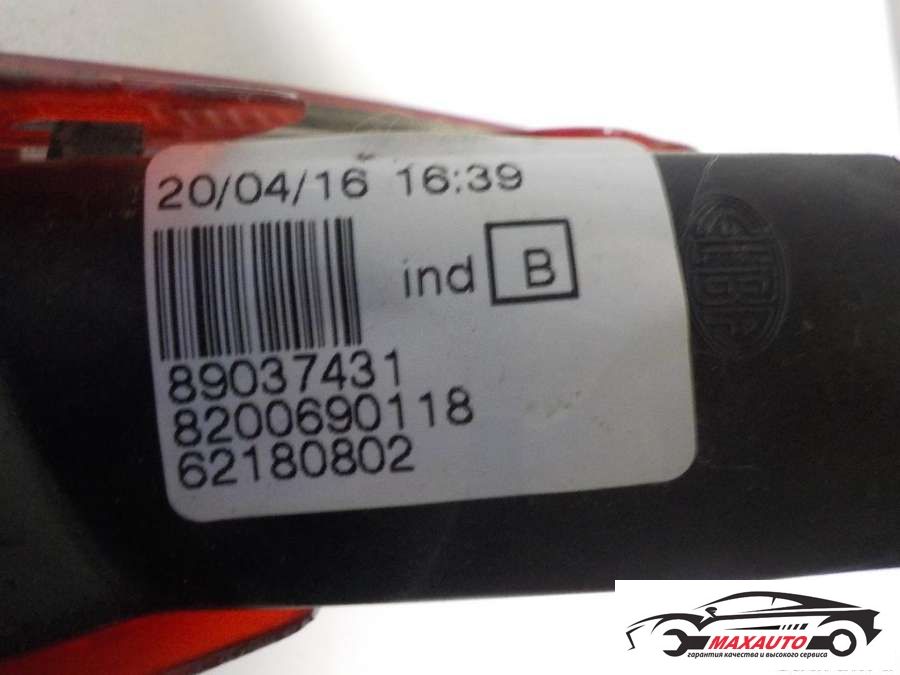 20/04/16 16:39
ind B
89037431
8200690118
62180802
MAXAUTO
гарантия качества и высокого сервиса